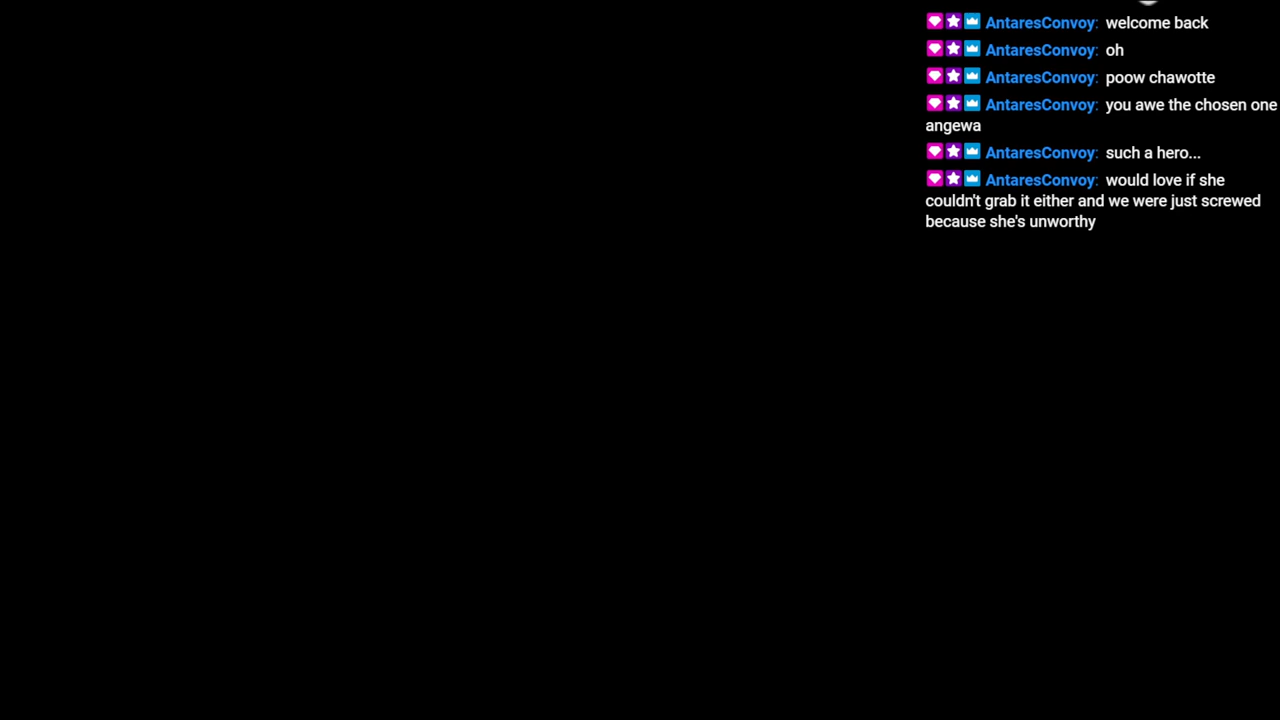 AntaresConvoy: welcome back
AntaresConvoy: oh
AntaresConvoy: poow chawotte
AntaresConvoy: you awe the chosen one
angewa
AntaresConvoy: such a hero...
AntaresConvoy: would love if she
couldn't grab it either and we were just screwed
because she's unworthy